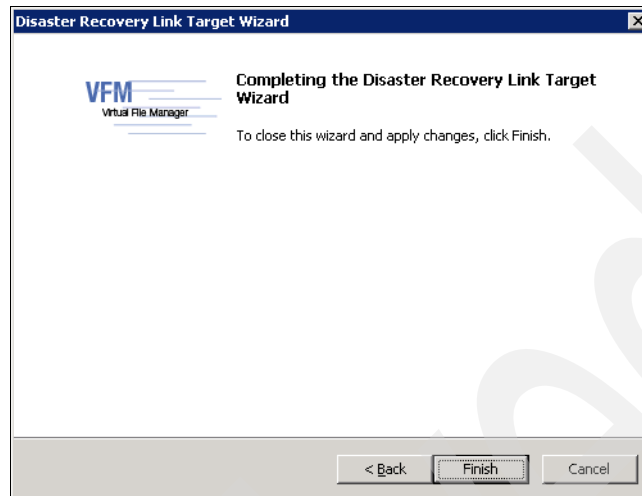 Disaster Recovery Link Target Wizard
VFM
Virtual File Manager
Completing the Disaster Recovery Link Target
Wizard
To close this wizard and apply changes, click Finish.
< Back
Finish
Cancel